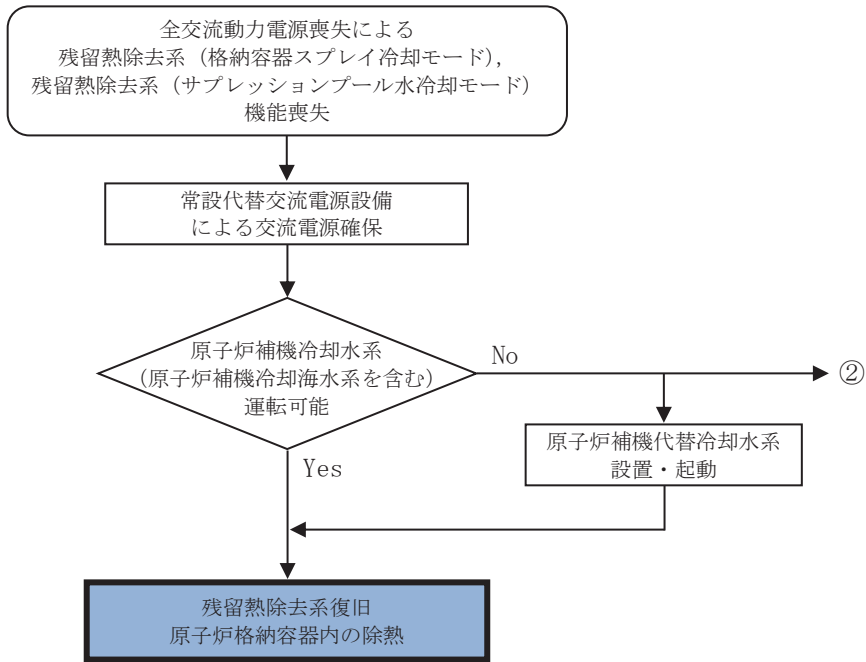 全交流動力電源喪失による
残留熱除去系（格納容器スプレイ冷却モード），
残留熱除去系（サプレッションプール水冷却モード）
機能喪失
常設代替交流電源設備
による交流電源確保
原子炉補機冷却水系
（原子炉補機冷却海水系を含む）
運転可能
No
②
原子炉補機代替冷却水系
設置・起動
Yes
残留熱除去系復旧
原子炉格納容器内の除熱